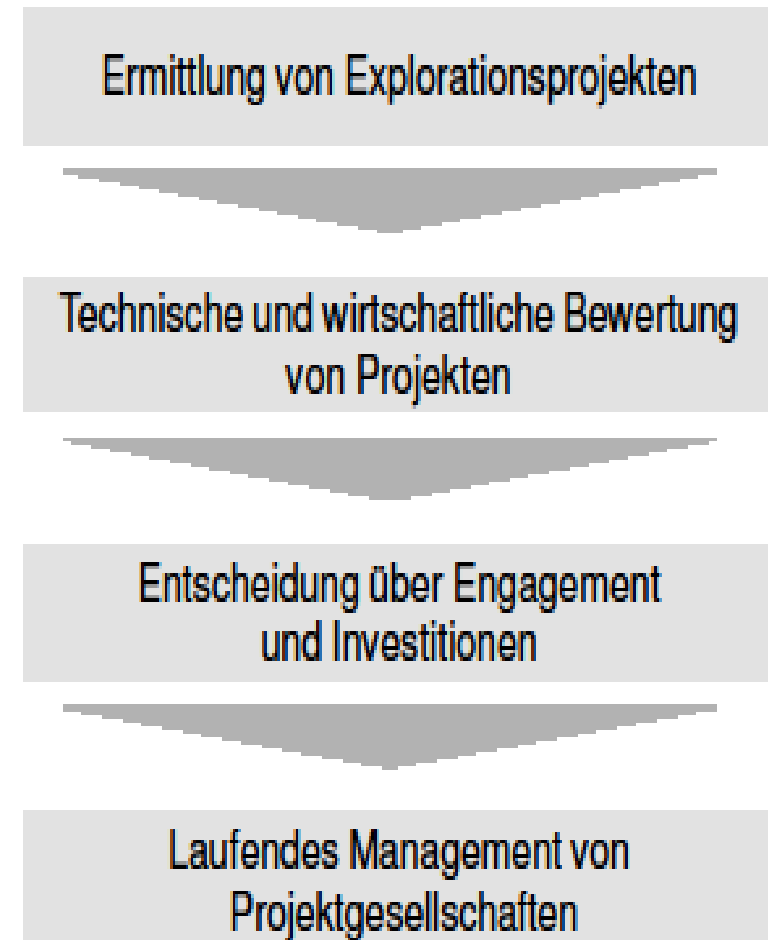 Ermittlung von Explorationsprojekten
Technische und wirtschaftliche Bewertung
von Projekten
Entscheidung über Engagement
und Investitionen
Laufendes Management von
Projektgesellschaften